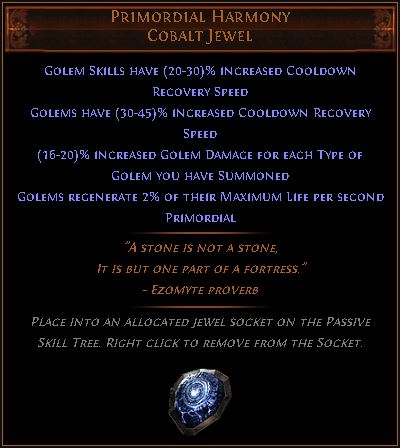 Primordial Harmony
Cobalt Jewel
Golem Skills have (20-30)% increased Cooldown
Recovery Speed
Golems have (30-45)% increased Cooldown Recovery
Speed
(16-20)% increased Golem Damage for each Type of
Golem you have Summoned
Golems regenerate 2% of their Maximum Life per second
Primordial
"A stone is not a stone,
It is but one part of a fortress."
- Ezomyte proverb
Place into an allocated jewel socket on the Passive
Skill Tree. Right click to remove from the Socket.